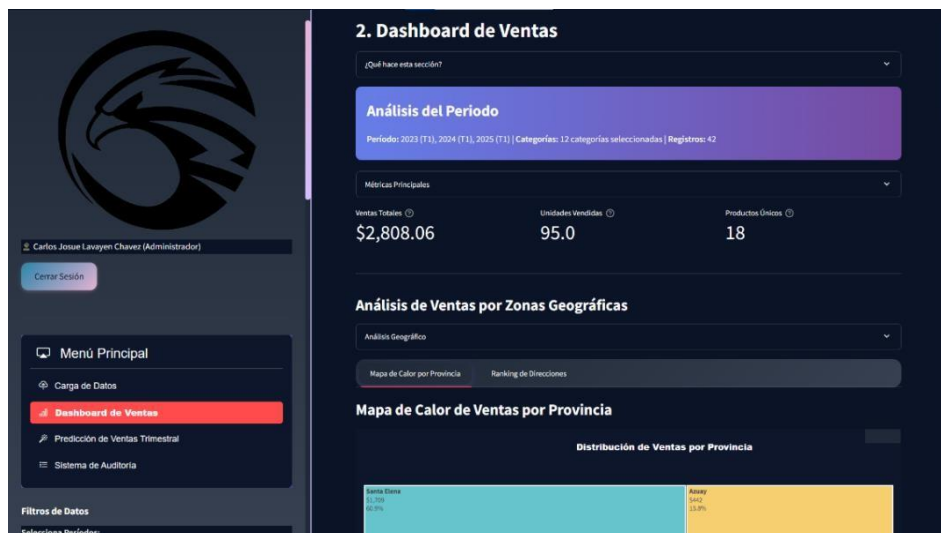 Carlos Josue Lavayen Chavez (Administrador)
Cerrar Sesión
Menú Principal
Carga de Datos
Dashboard de Ventas
Predicción de Ventas Trimestral
Sistema de Auditoría
Filtros de Datos
Selecciona Períodos:
2. Dashboard de Ventas
¿Qué hace esta sección?
Análisis del Periodo
Período: 2023 (T1), 2024 (T1), 2025 (T1) | Categorías: 12 categorías seleccionadas | Registros: 42
Métricas Principales
Ventas Totales
$2,808.06
Unidades Vendidas
95.0
Productos Únicos
18
Análisis de Ventas por Zonas Geográficas
Análisis Geográfico
Mapa de Calor por Provincia
Ranking de Direcciones
Mapa de Calor de Ventas por Provincia
Distribución de Ventas por Provincia
Santa Elena
$1,709
60.9%
Azuay
$442
15.8%